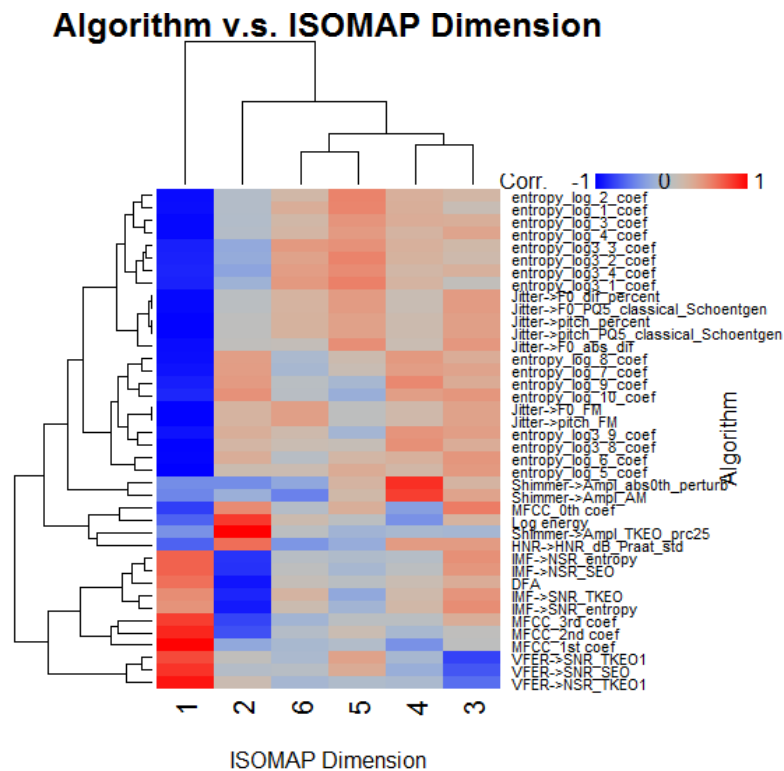 Algorithm v.s. ISOMAP Dimension
Corr. -1 0 1
entropy_log_2_coef
entropy_log_1_coef
entropy_log_3_coef
entropy_log_4_coef
entropy_log3_3_coef
entropy_log3_2_coef
entropy_log3_4_coef
entropy_log3_1_coef
Jitter->F0_dif_percent
Jitter->F0_PQ5_classical_Schoentgen
Jitter->pitch_percent
Jitter->pitch_PQ5_classical_Schoentgen
Jitter->F0_abs_dif
entropy_log_8_coef
entropy_log_7_coef
entropy_log_9_coef
entropy_log_10_coef
Jitter->F0_FM
Jitter->pitch_FM
entropy_log3_9_coef
entropy_log3_8_coef
entropy_log_6_coef
entropy_log_5_coef
Shimmer->Ampl_abs0th_perturb
Shimmer->Ampl_AM
MFCC_0th coef
Log energy
Shimmer->Ampl_TKEO_prc25
HNR->HNR_dB_Praat_std
IMF->NSR_entropy
IMF->NSR_SEO
DFA
IMF->SNR_TKEO
IMF->SNR_entropy
MFCC_3rd coef
MFCC_2nd coef
MFCC_1st coef
VFER->SNR_TKEO1
VFER->SNR_SEO
VFER->NSR_TKEO1
Algorithm
1 2 6 5 4 3
ISOMAP Dimension